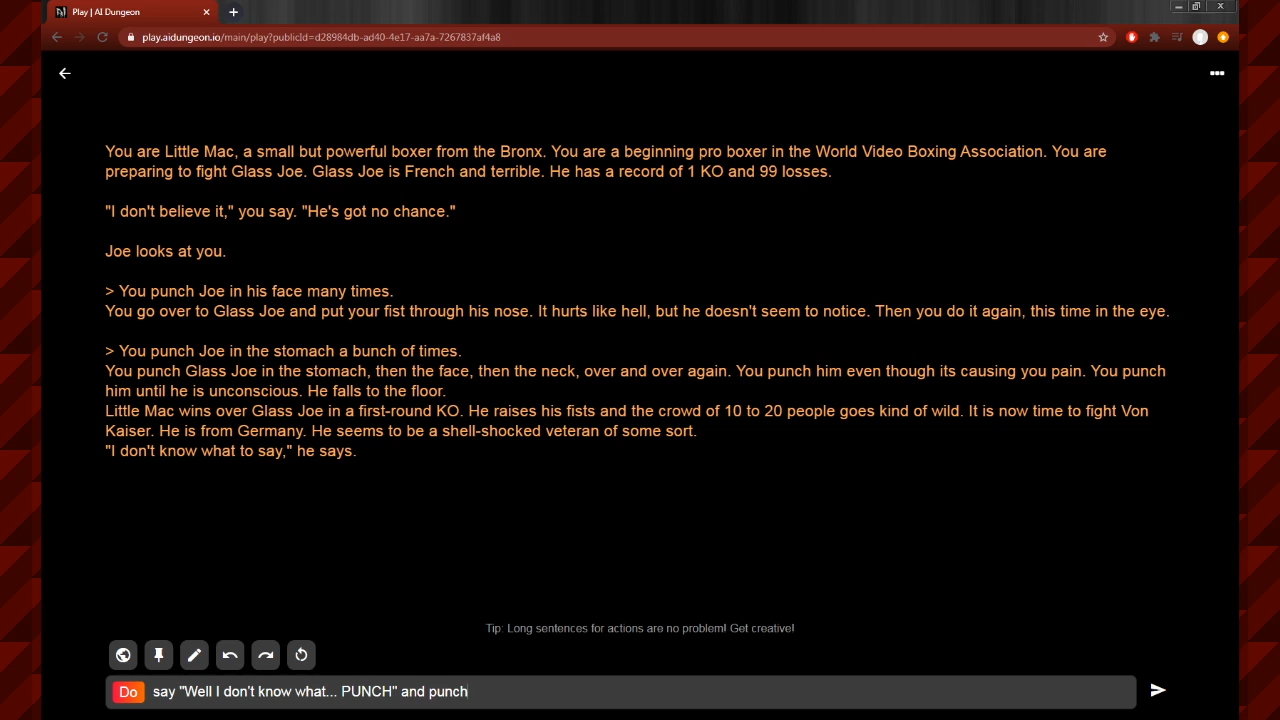 Play | AI Dungeon
play.aidungeon.io/main/play?publicId=d28984db-ad40-4e17-aa7a-7267837af4a8
You are Little Mac, a small but powerful boxer from the Bronx. You are a beginning pro boxer in the World Video Boxing Association. You are
preparing to fight Glass Joe. Glass Joe is French and terrible. He has a record of 1 KO and 99 losses.
"I don't believe it," you say. "He's got no chance."
Joe looks at you.
> You punch Joe in his face many times.
You go over to Glass Joe and put your fist through his nose. It hurts like hell, but he doesn't seem to notice. Then you do it again, this time in the eye.
> You punch Joe in the stomach a bunch of times.
You punch Glass Joe in the stomach, then the face, then the neck, over and over again. You punch him even though its causing you pain. You punch
him until he is unconscious. He falls to the floor.
Little Mac wins over Glass Joe in a first-round KO. He raises his fists and the crowd of 10 to 20 people goes kind of wild. It is now time to fight Von
Kaiser. He is from Germany. He seems to be a shell-shocked veteran of some sort.
"I don't know what to say," he says.
Tip: Long sentences for actions are no problem! Get creative!
Do say "Well I don't know what... PUNCH" and punch